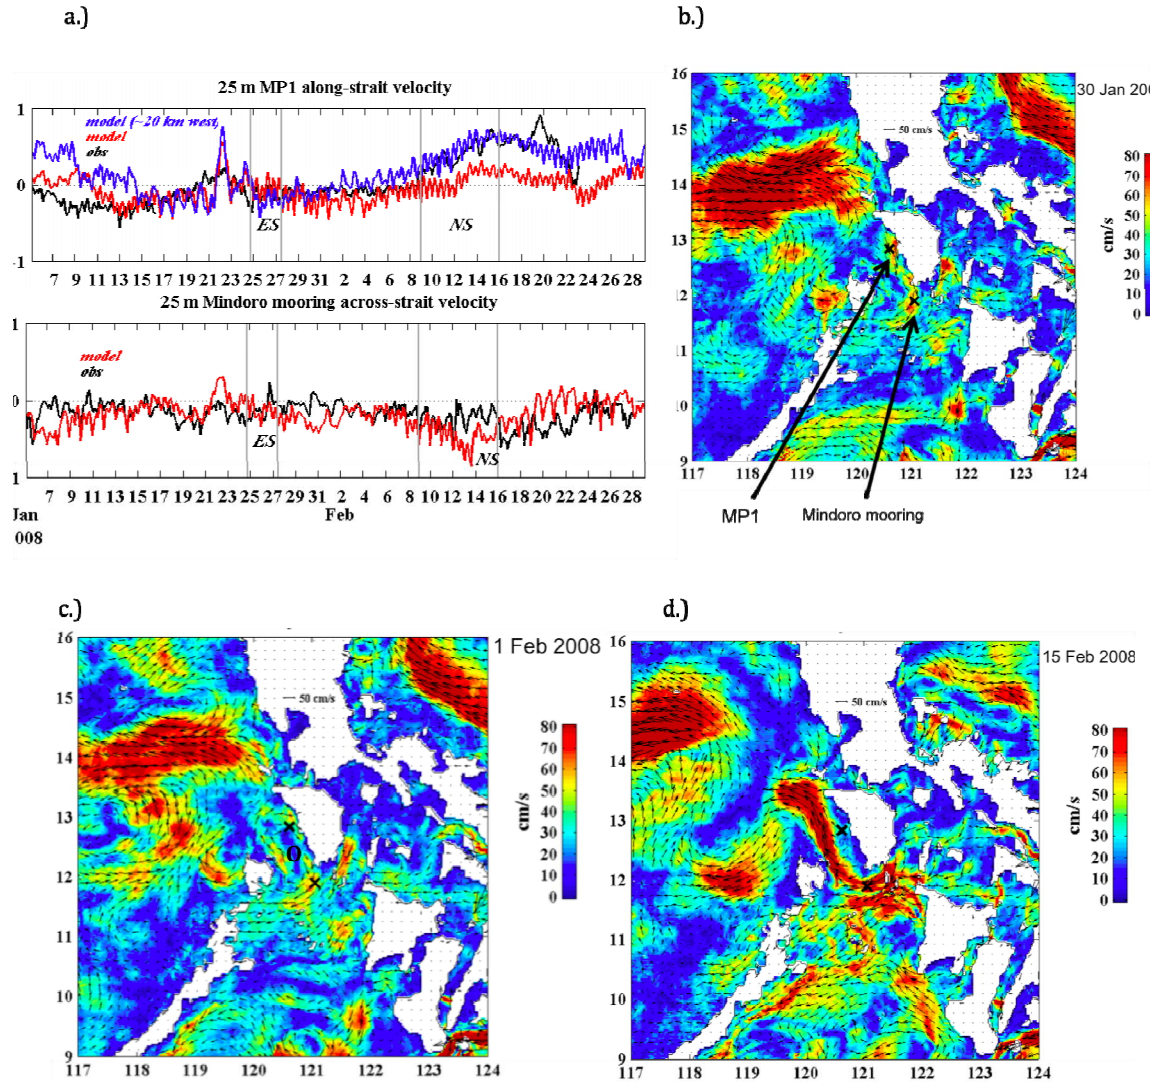 a.)
25 m MP1 along-strait velocity
1
model (~20 km west)
model
obs
0
ES
NS
-1
7 9 11 13 15 17 19 21 23 25 27 29 31 2 4 6 8 10 12 14 16 18 20 22 24 26 28
25 m Mindoro mooring across-strait velocity
1
model
obs
0
ES
NS
1
7 9 11 13 15 17 19 21 23 25 27 29 31 2 4 6 8 10 12 14 16 18 20 22 24 26 28
Jan Feb
008
b.)
16
15
14
13
12
11
10
9
117 118 119 120 121 122 123 124
50 cm/s
30 Jan 200
80
70
60
50
40
30
20
10
0
cm/s
MP1
Mindoro mooring
c.)
16
15
14
13
12
11
10
9
117 118 119 120 121 122 123 124
50 cm/s
O
1 Feb 2008
80
70
60
50
40
30
20
10
0
cm/s
d.)
16
15
14
13
12
11
10
9
117 118 119 120 121 122 123 124
50 cm/s
15 Feb 2008
80
70
60
50
40
30
20
10
0
cm/s